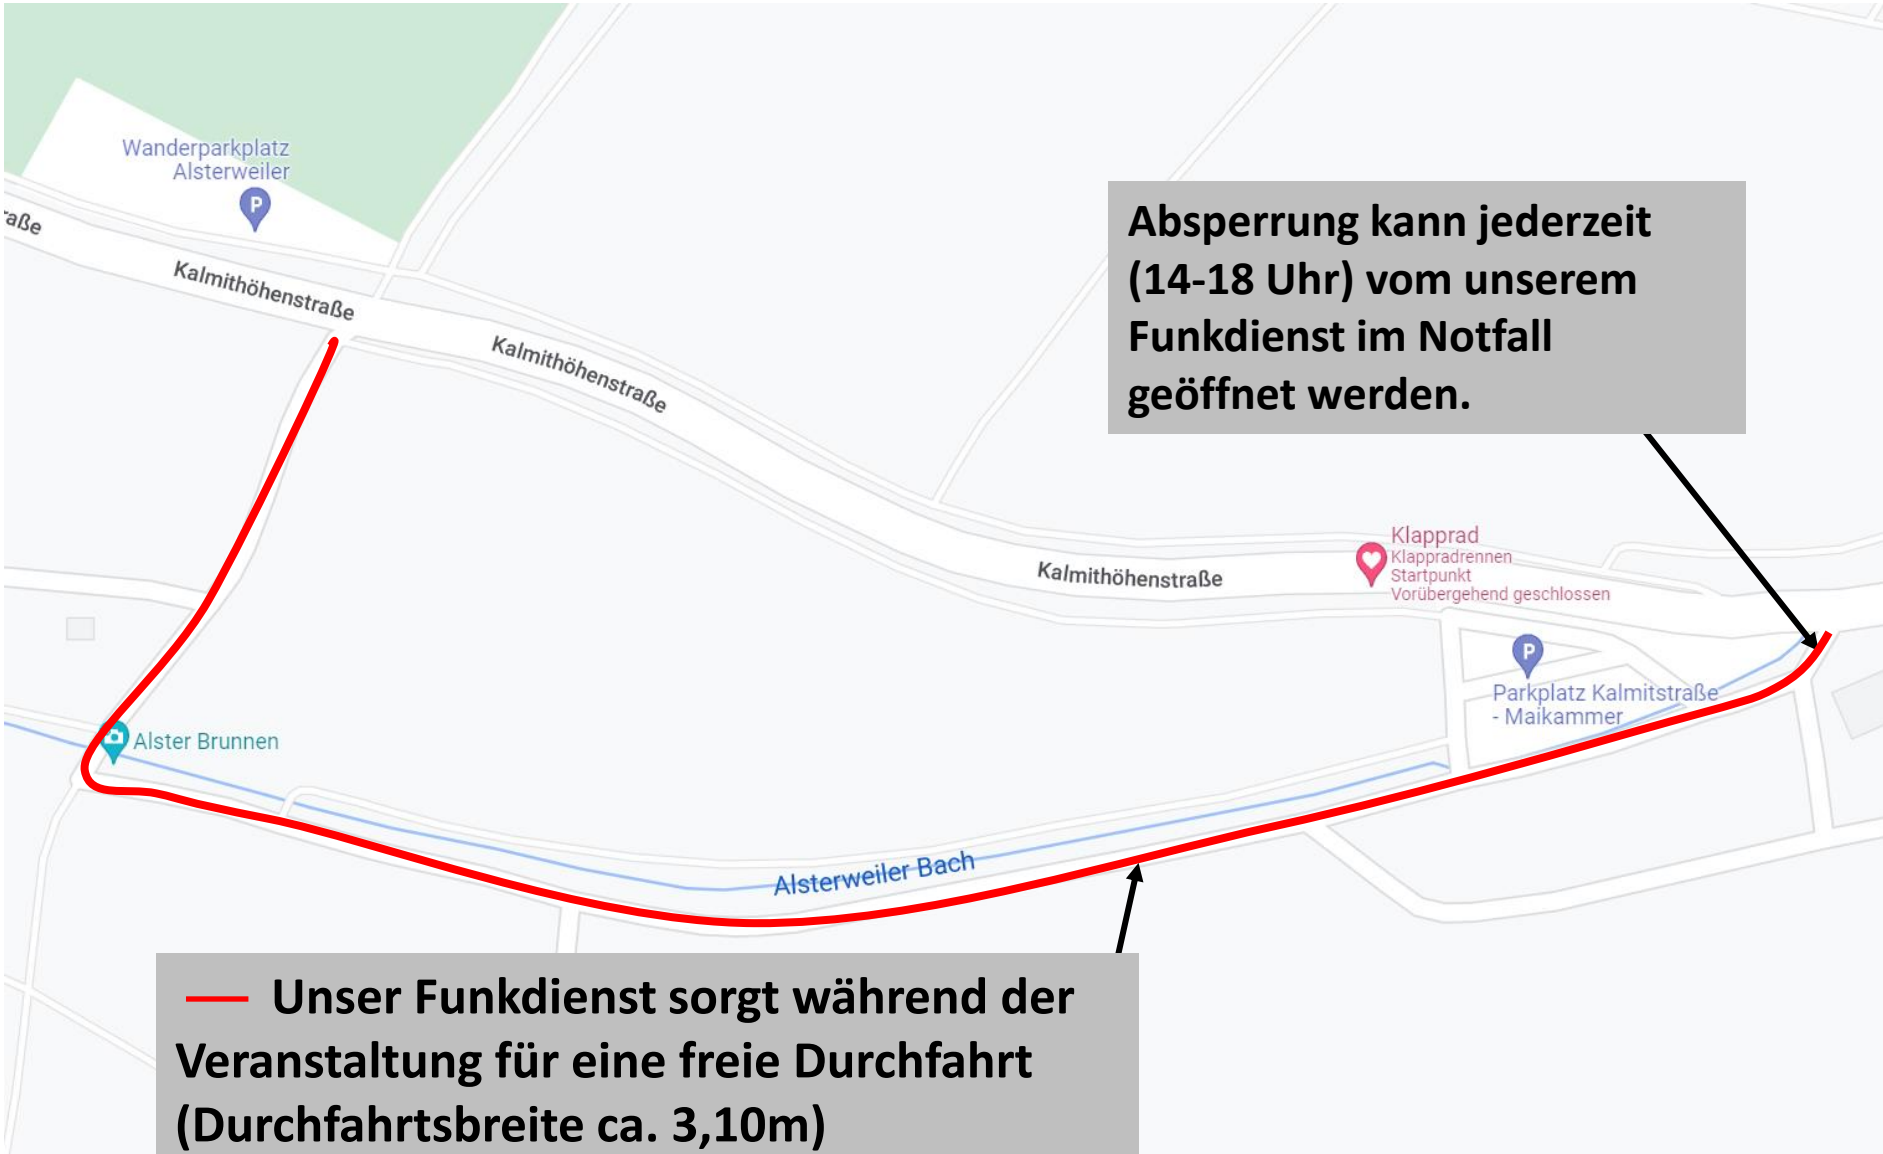 Wanderparkplatz
Alsterweiler
P
raße
Kalmithöhenstraße
Kalmithöhenstraße
Absperrung kann jederzeit
(14-18 Uhr) vom unserem
Funkdienst im Notfall
geöffnet werden.
Klapprad
Klappradrennen
Startpunkt
Vorübergehend geschlossen
Kalmithöhenstraße
P
Parkplatz Kalmitstraße
- Maikammer
Alster Brunnen
Alsterweiler Bach
Unser Funkdienst sorgt während der
Veranstaltung für eine freie Durchfahrt
(Durchfahrtsbreite ca. 3,10m)